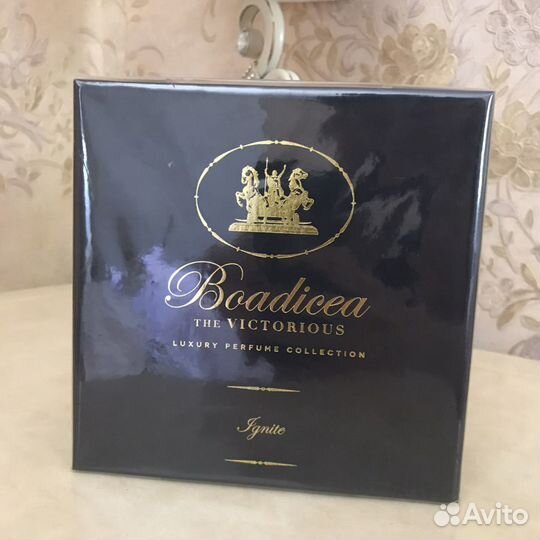 Boadicea
THE VICTORIOUS
LUXURY PERFUME COLLECTION
Ignite
Avito